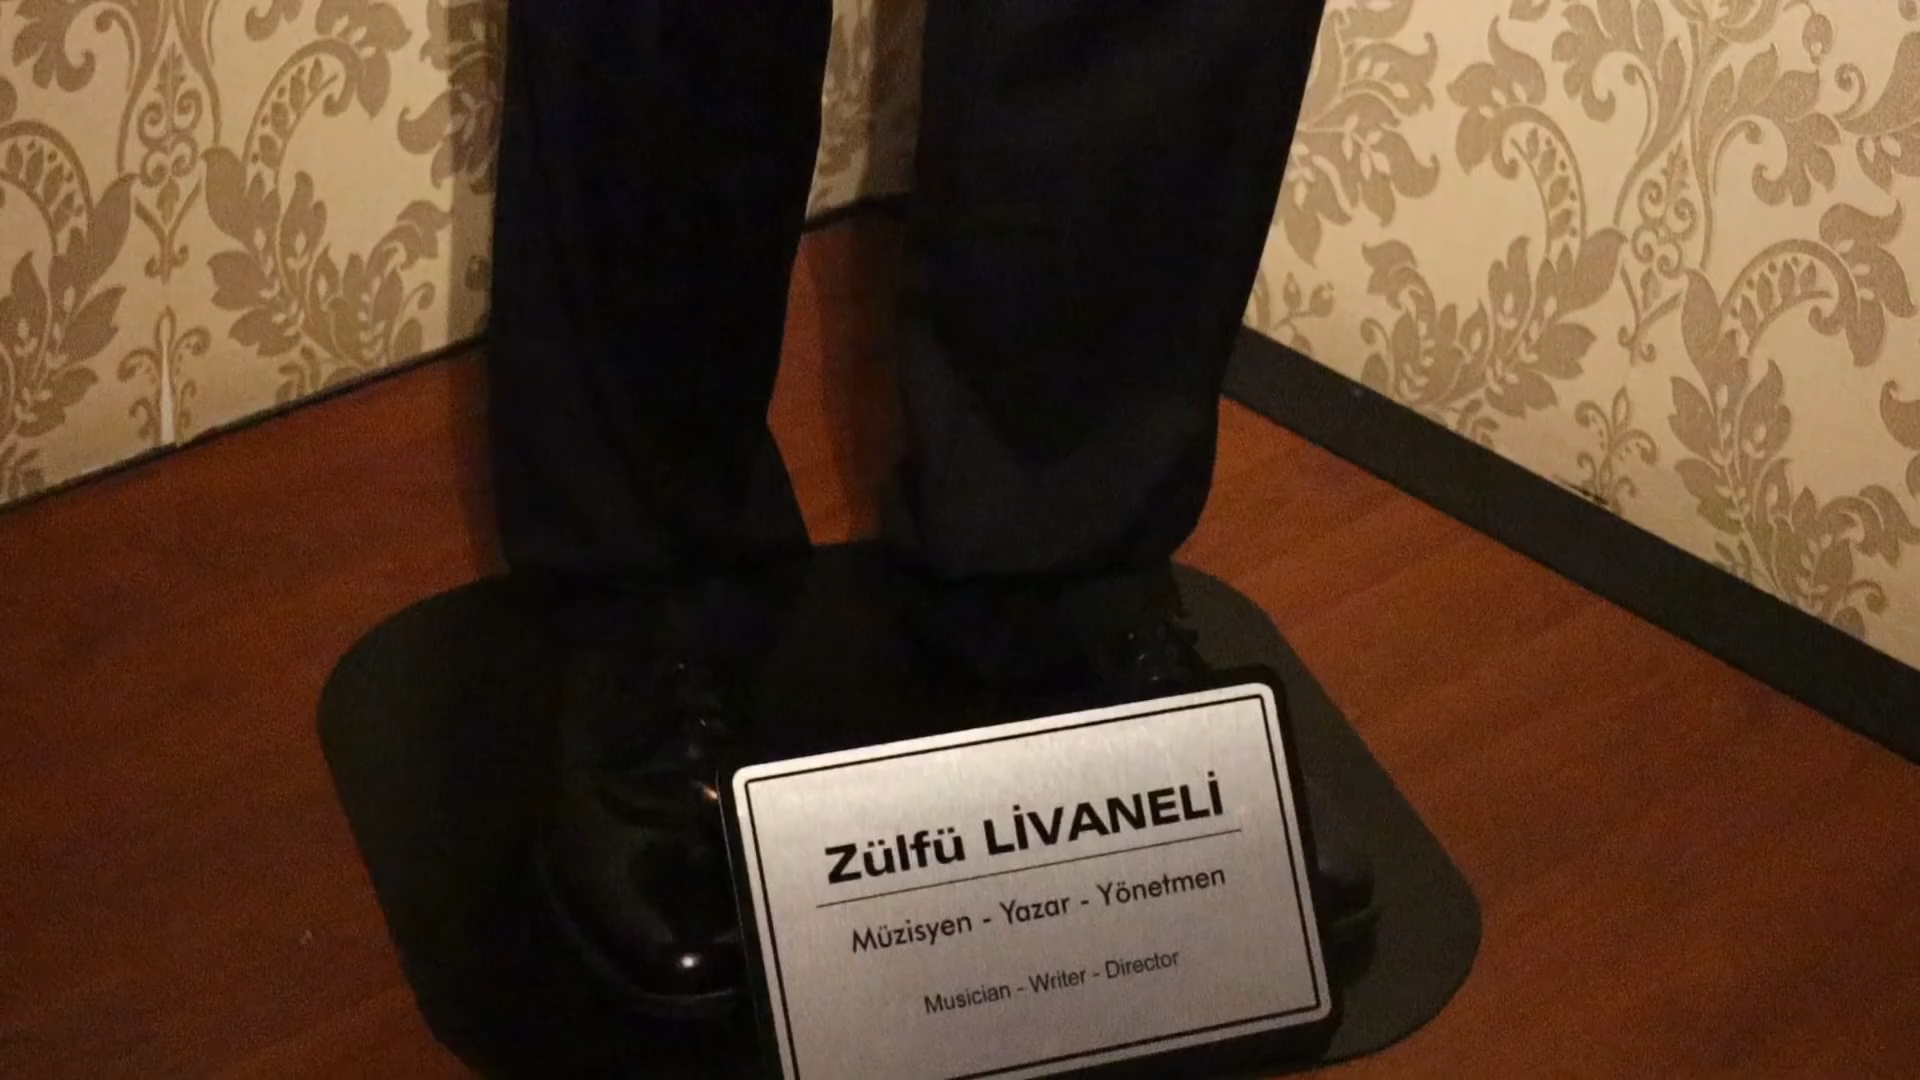 Zülfü LİVANELİ
Müzisyen - Yazar - Yönetmen
Musician - Writer - Director